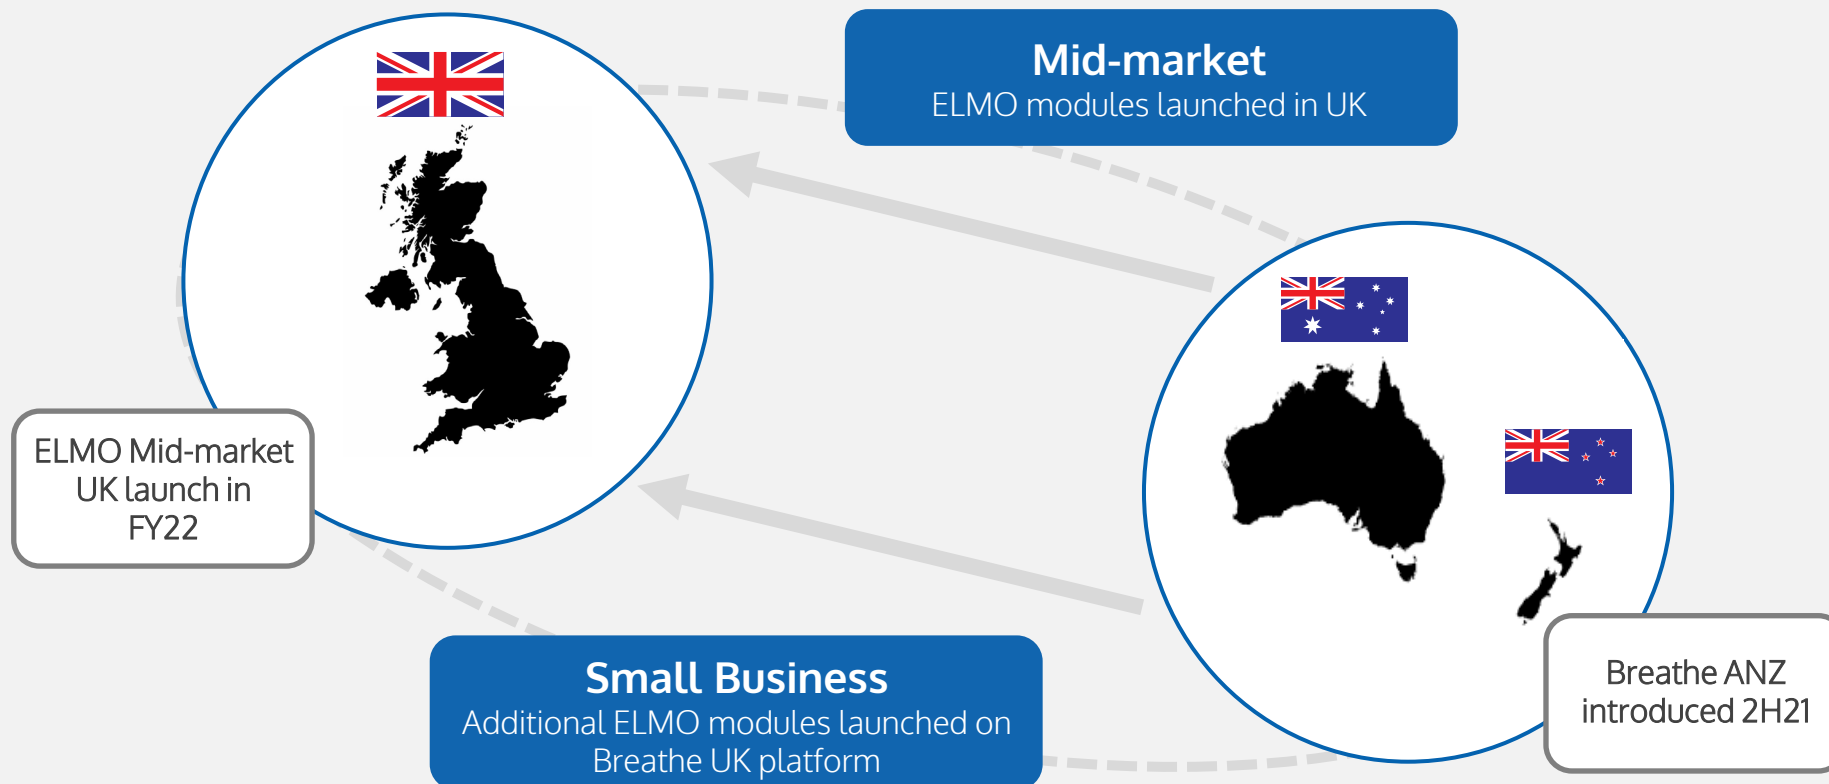 Mid-market
ELMO modules launched in UK
ELMO Mid-market
UK launch in
FY22
Small Business
Additional ELMO modules launched on
Breathe UK platform
Breathe ANZ
introduced 2H21